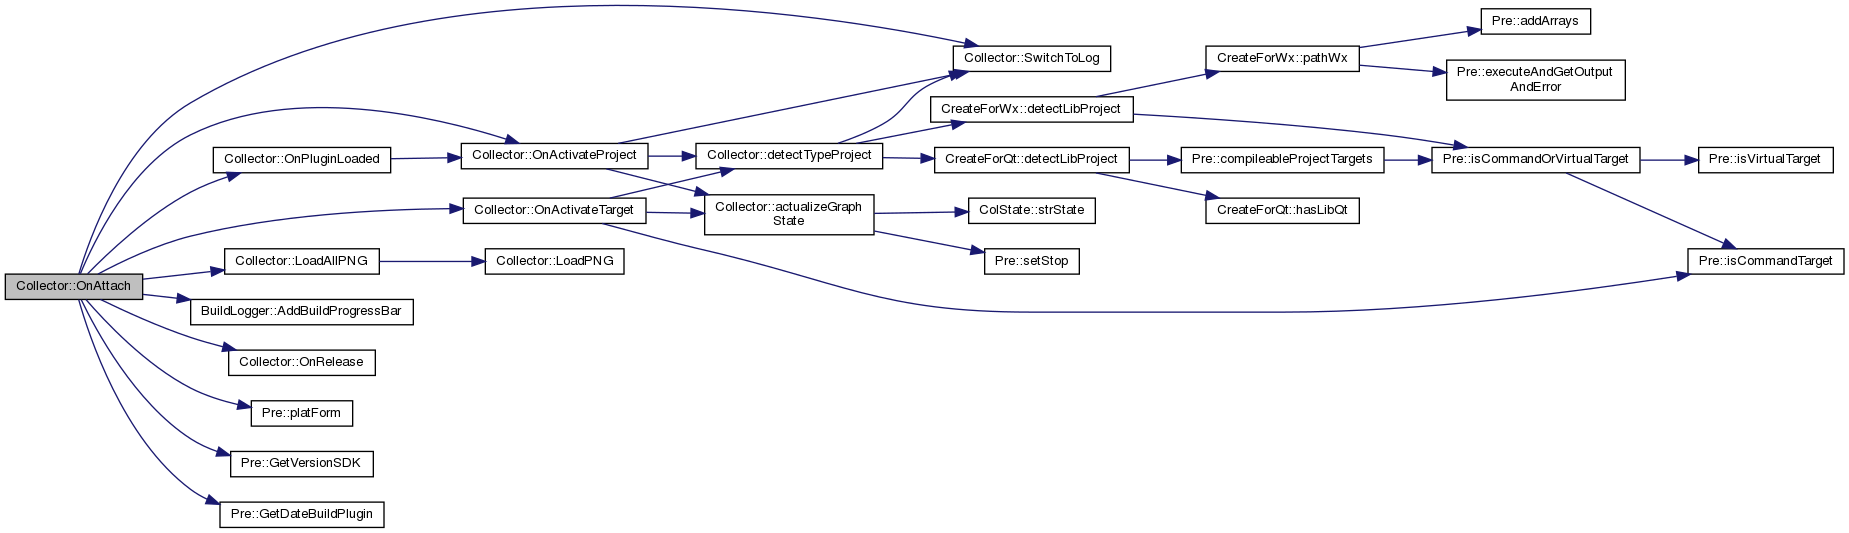 Collector::OnAttach
Collector::SwitchToLog
Collector::OnActivateProject
Collector::OnPluginLoaded
Collector::OnActivateTarget
Collector::LoadAllPNG
Collector::LoadPNG
BuildLogger::AddBuildProgressBar
Collector::OnRelease
Pre::platForm
Pre::GetVersionSDK
Pre::GetDateBuildPlugin
Collector::detectTypeProject
Collector::actualizeGraph
State
CreateForWx::detectLibProject
CreateForQt::detectLibProject
ColState::strState
Pre::setStop
CreateForWx::pathWx
Pre::compileableProjectTargets
CreateForQt::hasLibQt
Pre::addArrays
Pre::executeAndGetOutput
AndError
Pre::isCommandOrVirtualTarget
Pre::isVirtualTarget
Pre::isCommandTarget